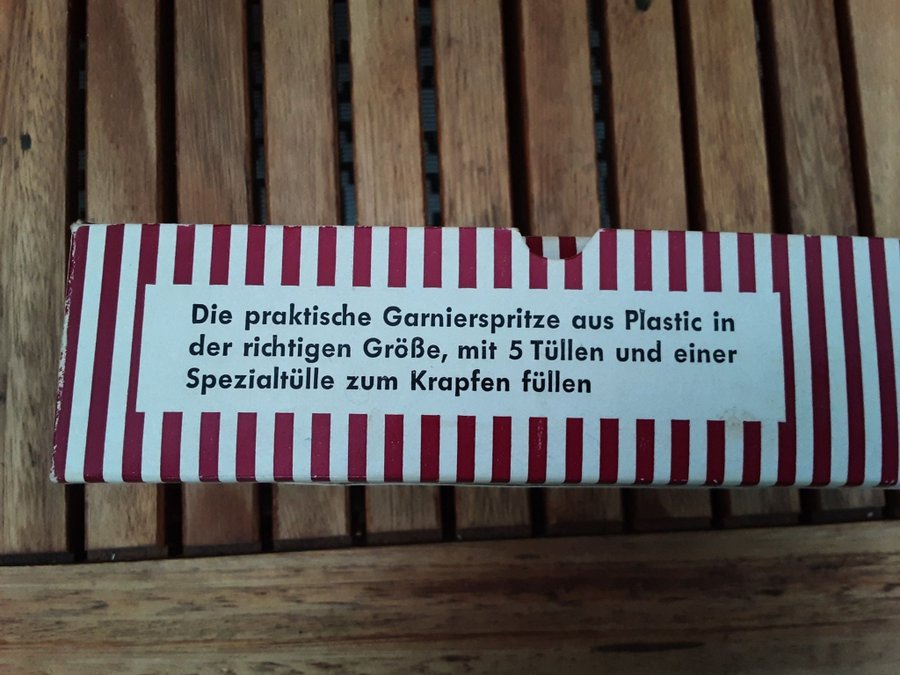 Die praktische Garnierspritze aus Plastic in
der richtigen Größe, mit 5 Tüllen und einer
Spezialtülle zum Krapfen füllen